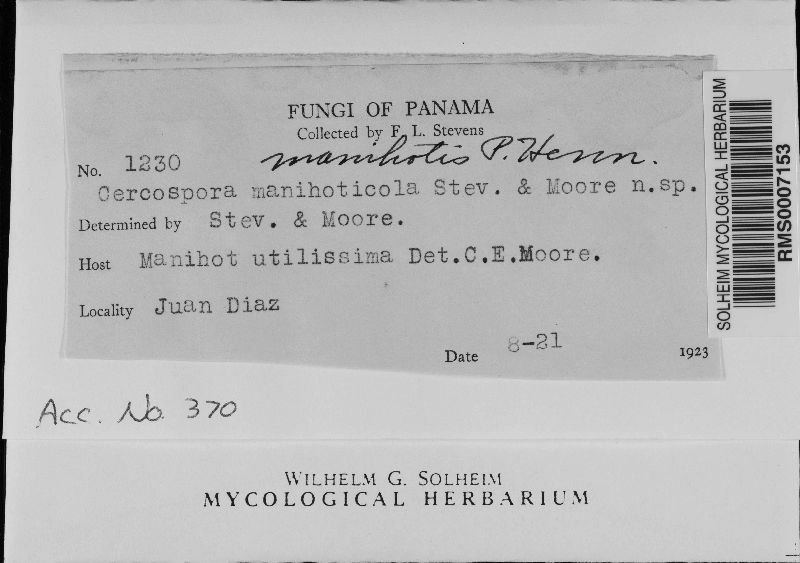 FUNGI OF PANAMA
Collected by F. L. Stevens
manihotis P. Henn.
No. 1230
Cercospora manihoticola Stev. & Moore n.sp.
Determined by Stev. & Moore.
Host Manihot utilissima Det.C.E.Moore.
Locality Juan Diaz
Date 8-21 1923
SOLHEIM MYCOLOGICAL HERBARIUM
RMS0007153
Acc. No. 370
WILHELM G. SOLHEIM
MYCOLOGICAL HERBARIUM